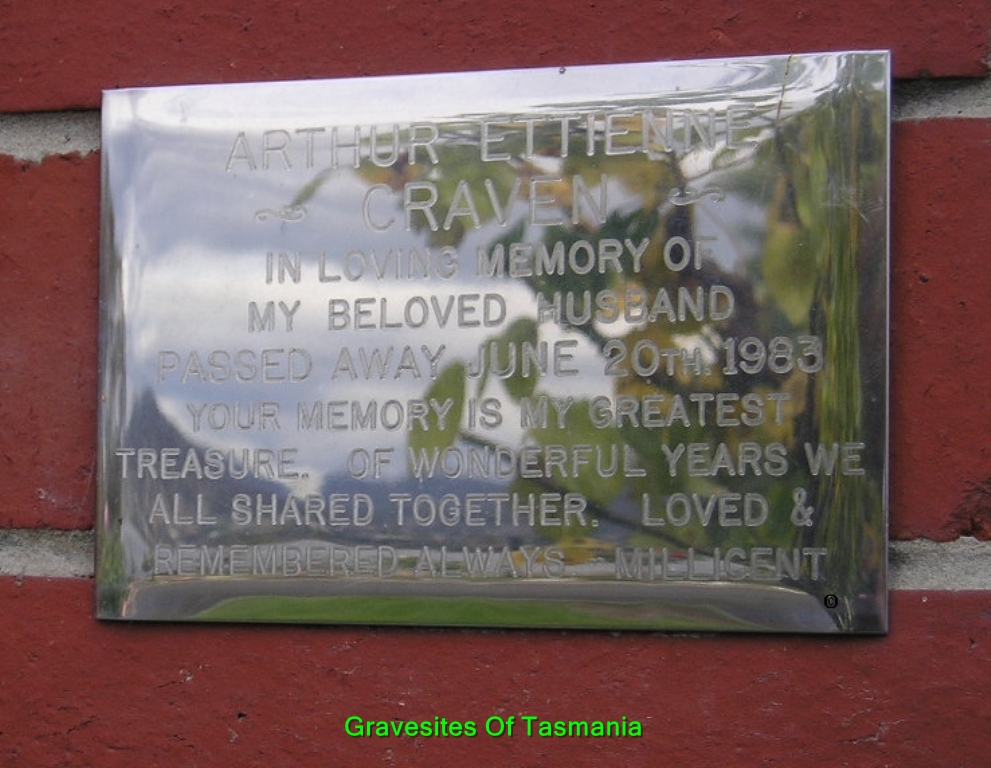 ARTHUR ETTIENNE
~ CRAVEN ~
IN LOVING MEMORY OF
MY BELOVED HUSBAND
PASSED AWAY JUNE 20TH. 1983
YOUR MEMORY IS MY GREATEST
TREASURE. OF WONDERFUL YEARS WE
ALL SHARED TOGETHER. LOVED &
REMEMBERED ALWAYS - MILLICENT
Gravesites Of Tasmania